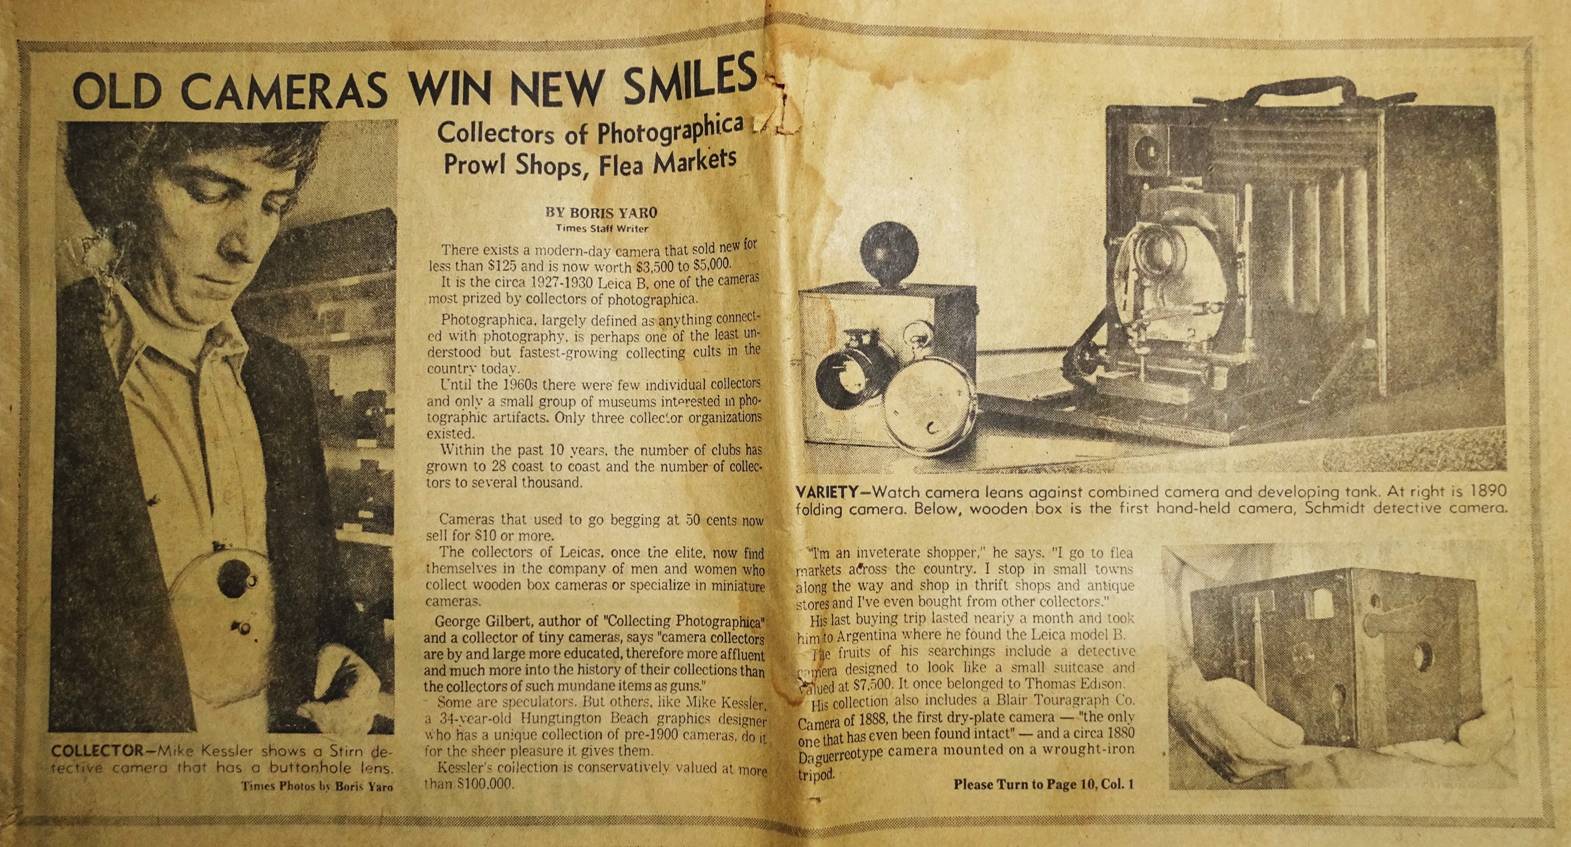 OLD CAMERAS WIN NEW SMILES
Collectors of Photographica
Prowl Shops, Flea Markets
BY BORIS YARO
Times Staff Writer
There exists a modern-day camera that sold new for
less than $125 and is now worth $3,500 to $5,000.
It is the circa 1927-1930 Leica B, one of the cameras
most prized by collectors of photographica.
Photographica, largely defined as anything connect-
ed with photography, is perhaps one of the least un-
derstood but fastest-growing collecting cults in the
country today.
Until the 1960s there were few individual collectors
and only a small group of museums interested in pho-
tographic artifacts. Only three collector organizations
existed.
Within the past 10 years, the number of clubs has
grown to 28 coast to coast and the number of collec-
tors to several thousand.
Cameras that used to go begging at 50 cents now
sell for $10 or more.
The collectors of Leicas, once the elite, now find
themselves in the company of men and women who
collect wooden box cameras or specialize in miniature
cameras.
George Gilbert, author of "Collecting Photographica"
and a collector of tiny cameras, says "camera collectors
are by and large more educated, therefore more affluent
and much more into the history of their collections than
the collectors of such mundane items as guns."
Some are speculators. But others, like Mike Kessler,
a 34-year-old Hungtington Beach graphics designer
who has a unique collection of pre-1900 cameras, do it
for the sheer pleasure it gives them.
Kessler's collection is conservatively valued at more
than $100,000.
COLLECTOR—Mike Kessler shows a Stirn de-
tective camera that has a buttonhole lens.
Times Photos by Boris Yaro
VARIETY—Watch camera leans against combined camera and developing tank. At right is 1890
folding camera. Below, wooden box is the first hand-held camera, Schmidt detective camera.
"I'm an inveterate shopper," he says. "I go to flea
markets across the country. I stop in small towns
along the way and shop in thrift shops and antique
stores and I've even bought from other collectors."
His last buying trip lasted nearly a month and took
him to Argentina where he found the Leica model B.
The fruits of his searchings include a detective
camera designed to look like a small suitcase and
valued at $7,500. It once belonged to Thomas Edison.
His collection also includes a Blair Touragraph Co.
Camera of 1888, the first dry-plate camera — "the only
one that has even been found intact" — and a circa 1880
Daguerreotype camera mounted on a wrought-iron
tripod.
Please Turn to Page 10, Col. 1